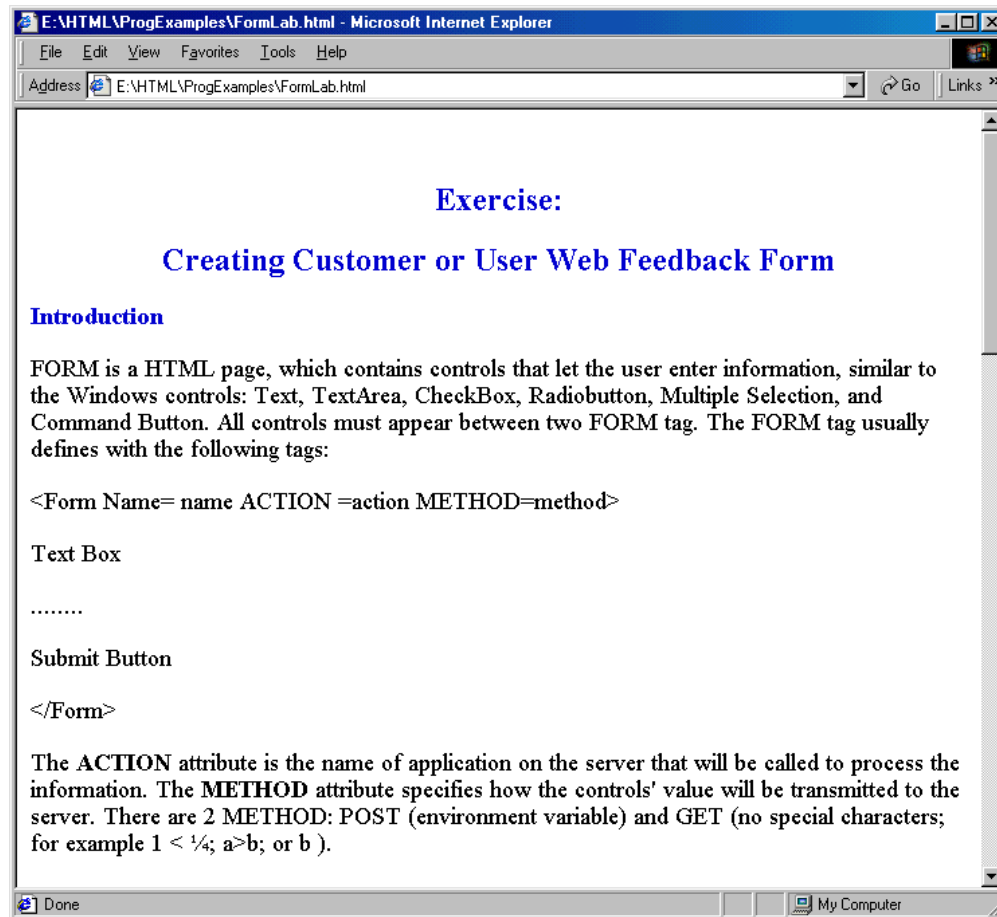 E:\HTML\ProgExamples\FormLab.html - Microsoft Internet Explorer
File Edit View Favorites Tools Help
Address E:\HTML\ProgExamples\FormLab.html Go Links »
Exercise:
Creating Customer or User Web Feedback Form
Introduction
FORM is a HTML page, which contains controls that let the user enter information, similar to
the Windows controls: Text, TextArea, CheckBox, Radiobutton, Multiple Selection, and
Command Button. All controls must appear between two FORM tag. The FORM tag usually
defines with the following tags:
<Form Name= name ACTION =action METHOD=method>
Text Box
........
Submit Button
</Form>
The ACTION attribute is the name of application on the server that will be called to process the
information. The METHOD attribute specifies how the controls' value will be transmitted to the
server. There are 2 METHOD: POST (environment variable) and GET (no special characters;
for example 1 < ¼; a>b; or b ).
Done My Computer